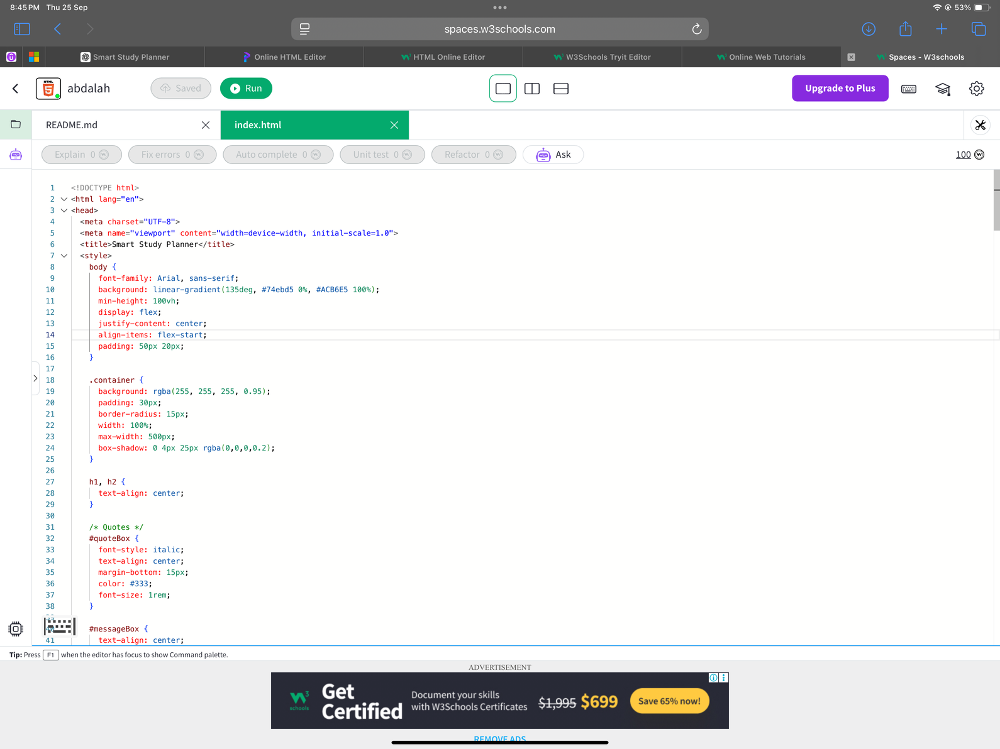 8:45 PM Thu 25 Sep
53%
spaces.w3schools.com
Smart Study Planner
Online HTML Editor
HTML Online Editor
W3Schools Tryit Editor
Online Web Tutorials
Spaces - W3schools
HTML
5
abdalah
Saved
Run
Upgrade to Plus
README.md
index.html
Explain 0
Fix errors 0
Auto complete 0
Unit test 0
Refactor 0
Ask
100
1 <!DOCTYPE html>
2 <html lang="en">
3 <head>
4 <meta charset="UTF-8">
5 <meta name="viewport" content="width=device-width, initial-scale=1.0">
6 <title>Smart Study Planner</title>
7 <style>
8 body {
9 font-family: Arial, sans-serif;
10 background: linear-gradient(135deg, #74ebd5 0%, #ACB6E5 100%);
11 min-height: 100vh;
12 display: flex;
13 justify-content: center;
14 align-items: flex-start;
15 padding: 50px 20px;
16 }
17
18 .container {
19 background: rgba(255, 255, 255, 0.95);
20 padding: 30px;
21 border-radius: 15px;
22 width: 100%;
23 max-width: 500px;
24 box-shadow: 0 4px 25px rgba(0,0,0,0.2);
25 }
26
27 h1, h2 {
28 text-align: center;
29 }
30
31 /* Quotes */
32 #quoteBox {
33 font-style: italic;
34 text-align: center;
35 margin-bottom: 15px;
36 color: #333;
37 font-size: 1rem;
38 }
39
40 #messageBox {
41 text-align: center;
Tip: Press F1 when the editor has focus to show Command palette.
ADVERTISEMENT
W3
schools
Get
Certified
Document your skills
with W3Schools Certificates
$1,995 $699
Save 65% now!
REMOVE ADS